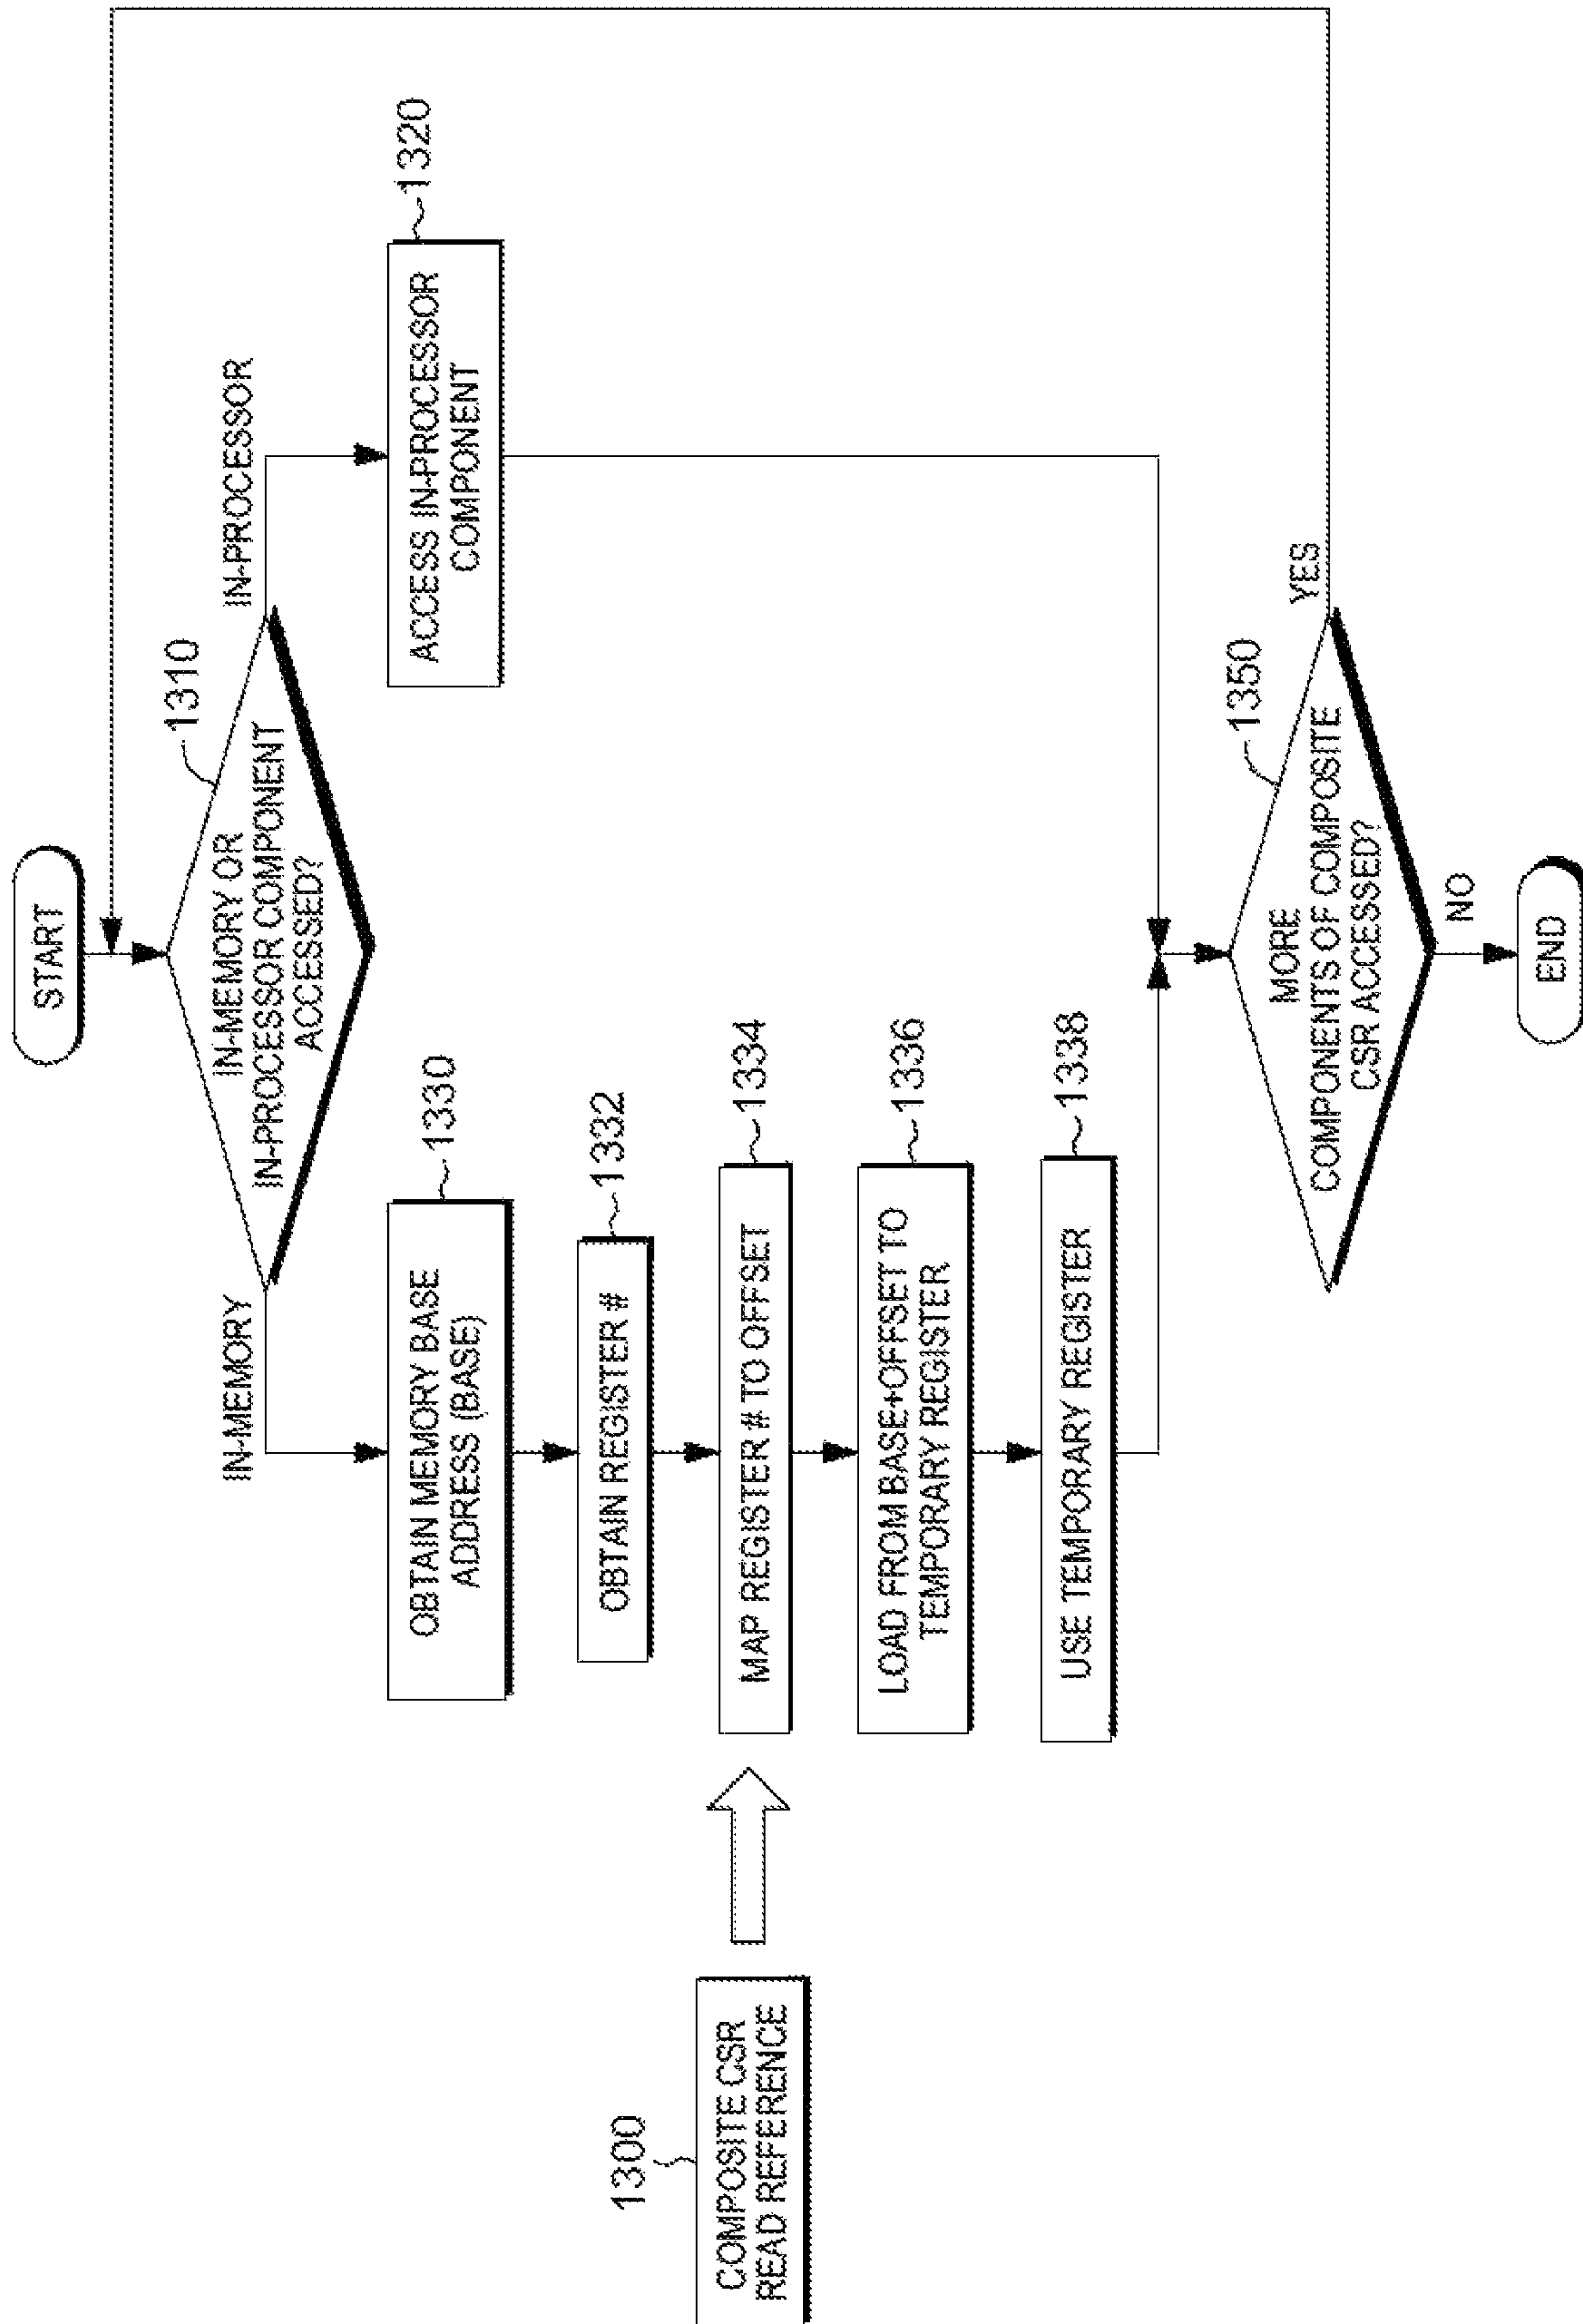 1300
COMPOSITE CSR
READ REFERENCE
START
IN-MEMORY OR
IN-PROCESSOR COMPONENT
ACCESSED?
1310
IN-MEMORY
IN-PROCESSOR
OBTAIN MEMORY BASE
ADDRESS (BASE)
1330
ACCESS IN-PROCESSOR
COMPONENT
1320
OBTAIN REGISTER #
1332
MAP REGISTER # TO OFFSET
1334
LOAD FROM BASE+OFFSET TO
TEMPORARY REGISTER
1336
USE TEMPORARY REGISTER
1338
MORE
COMPONENTS OF COMPOSITE
CSR ACCESSED?
1350
YES
NO
END